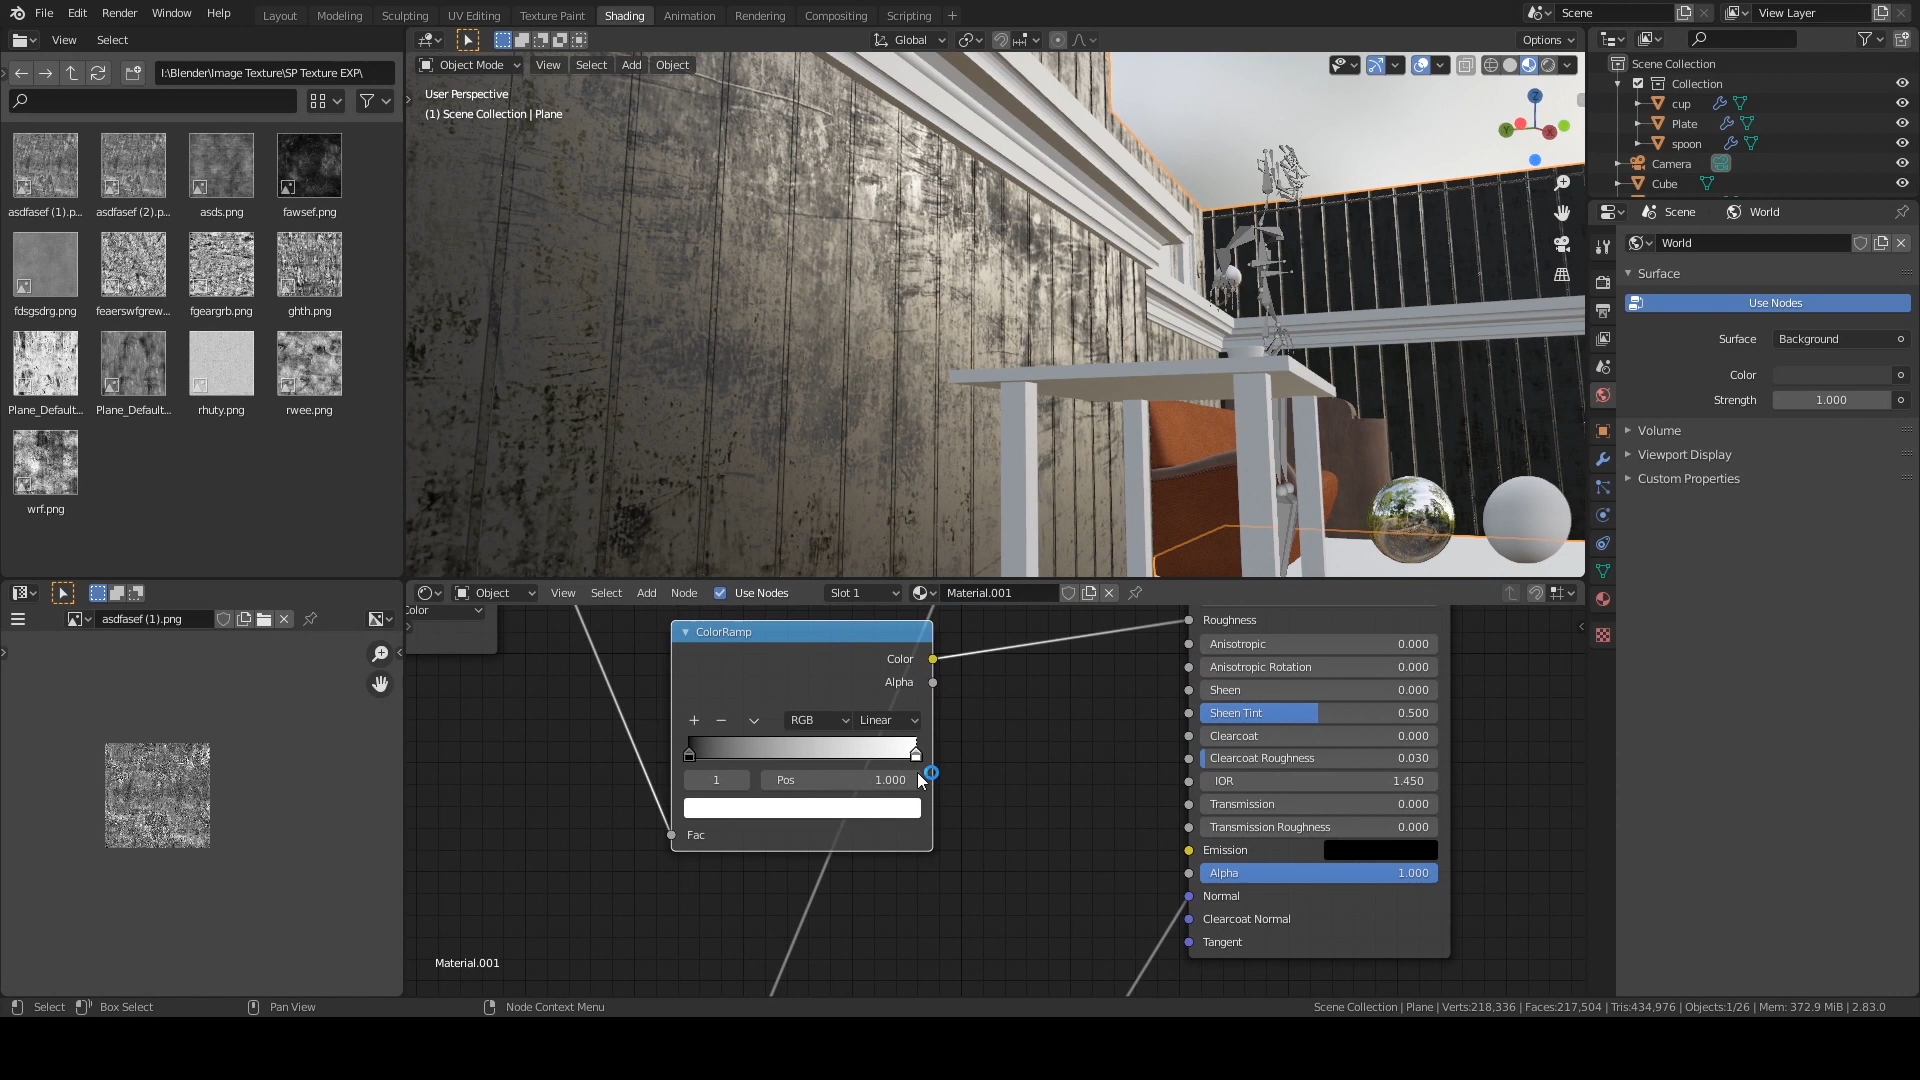 File Edit Render Window Help Layout Modeling Sculpting UV Editing Texture Paint Shading Animation Rendering Compositing Scripting Scene View Layer
View Select Global Options
I:\Blender\Image Texture\SP Texture EXP\ Object Mode View Select Add Object
User Perspective
(1) Scene Collection | Plane
Z
Y
X
asdfasef (1).p... asdfasef (2).p... asds.png fawsef.png
fdsgsdrg.png feaerswfgrew... fgeargrb.png ghth.png
Plane_Default... Plane_Default... rhuty.png rwee.png
wrf.png
Scene Collection
Collection
cup
Plate
spoon
Camera
Cube
Scene World
World
Surface
Use Nodes
Surface Background
Color
Strength 1.000
Volume
Viewport Display
Custom Properties
Object View Select Add Node Use Nodes Slot 1 Material.001
asdfasef (1).png
ColorRamp
Color
Alpha
RGB Linear
1 Pos 1.000
Fac
Roughness
Anisotropic 0.000
Anisotropic Rotation 0.000
Sheen 0.000
Sheen Tint 0.500
Clearcoat 0.000
Clearcoat Roughness 0.030
IOR 1.450
Transmission 0.000
Transmission Roughness 0.000
Emission
Alpha 1.000
Normal
Clearcoat Normal
Tangent
Material.001
Select Box Select Pan View Node Context Menu Scene Collection | Plane | Verts:218,336 | Faces:217,504 | Tris:434,976 | Objects:1/26 | Mem: 372.9 MiB | 2.83.0